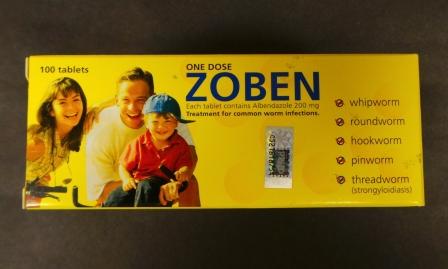 100 tablets
ONE DOSE
ZOBEN
Each tablet contains Albendazole 200 mg
Treatment for common worm infections.
whipworm
roundworm
hookworm
pinworm
threadworm
(strongyloidiasis)